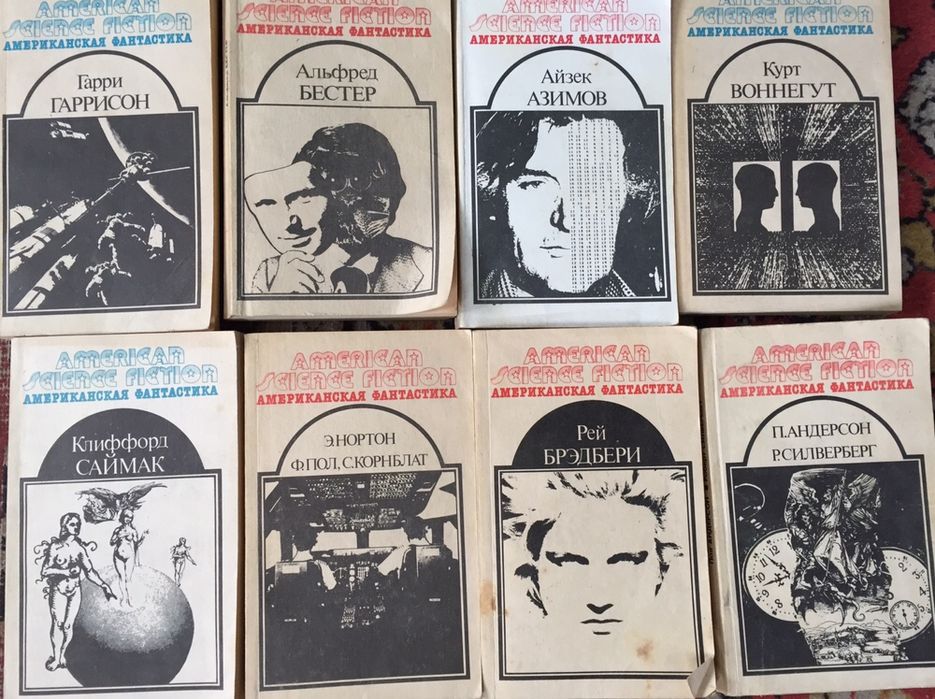 AMERICAN
SCIENCE FICTION
АМЕРИКАНСКАЯ ФАНТАСТИКА
Гарри
ГАРРИСОН
AMERICAN
SCIENCE FICTION
АМЕРИКАНСКАЯ ФАНТАСТИКА
Альфред
БЕСТЕР
SCIENCE FICTION
АМЕРИКАНСКАЯ ФАНТАСТИКА
Айзек
АЗИМОВ
AMERICAN
SCIENCE FICTION
АМЕРИКАНСКАЯ ФАНТАСТИКА
Курт
ВОННЕГУТ
AMERICAN
SCIENCE FICTION
АМЕРИКАНСКАЯ ФАНТАСТИКА
Клиффорд
САЙМАК
AMERICAN
SCIENCE FICTION
АМЕРИКАНСКАЯ ФАНТАСТИКА
Э.НОРТОН
Ф.ПОЛ, С.КОРНБЛАТ
AMERICAN
SCIENCE FICTION
АМЕРИКАНСКАЯ ФАНТАСТИКА
Рей
БРЭДБЕРИ
AMERICAN
SCIENCE FICTION
АМЕРИКАНСКАЯ ФАНТАСТИКА
П.АНДЕРСОН
Р.СИЛВЕРБЕРГ